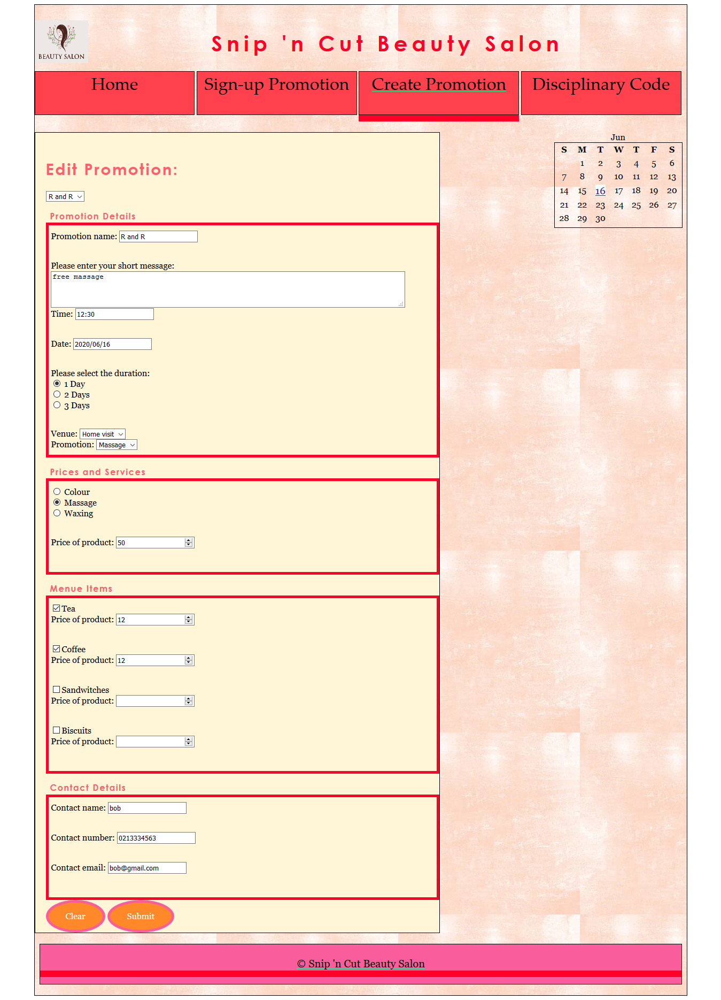 BEAUTY SALON
Snip 'n Cut Beauty Salon
Home
Sign-up Promotion
Create Promotion
Disciplinary Code
Jun
S M T W T F S
1 2 3 4 5 6
7 8 9 10 11 12 13
14 15 16 17 18 19 20
21 22 23 24 25 26 27
28 29 30
Edit Promotion:
R and R
Promotion Details
Promotion name: R and R
Please enter your short message:
free massage
Time: 12:30
Date: 2020/06/16
Please select the duration:
1 Day
2 Days
3 Days
Venue: Home visit
Promotion: Massage
Prices and Services
Colour
Massage
Waxing
Price of product: 50
Menue Items
Tea
Price of product: 12
Coffee
Price of product: 12
Sandwitches
Price of product:
Biscuits
Price of product:
Contact Details
Contact name: bob
Contact number: 0213334563
Contact email: bob@gmail.com
Clear
Submit
© Snip 'n Cut Beauty Salon